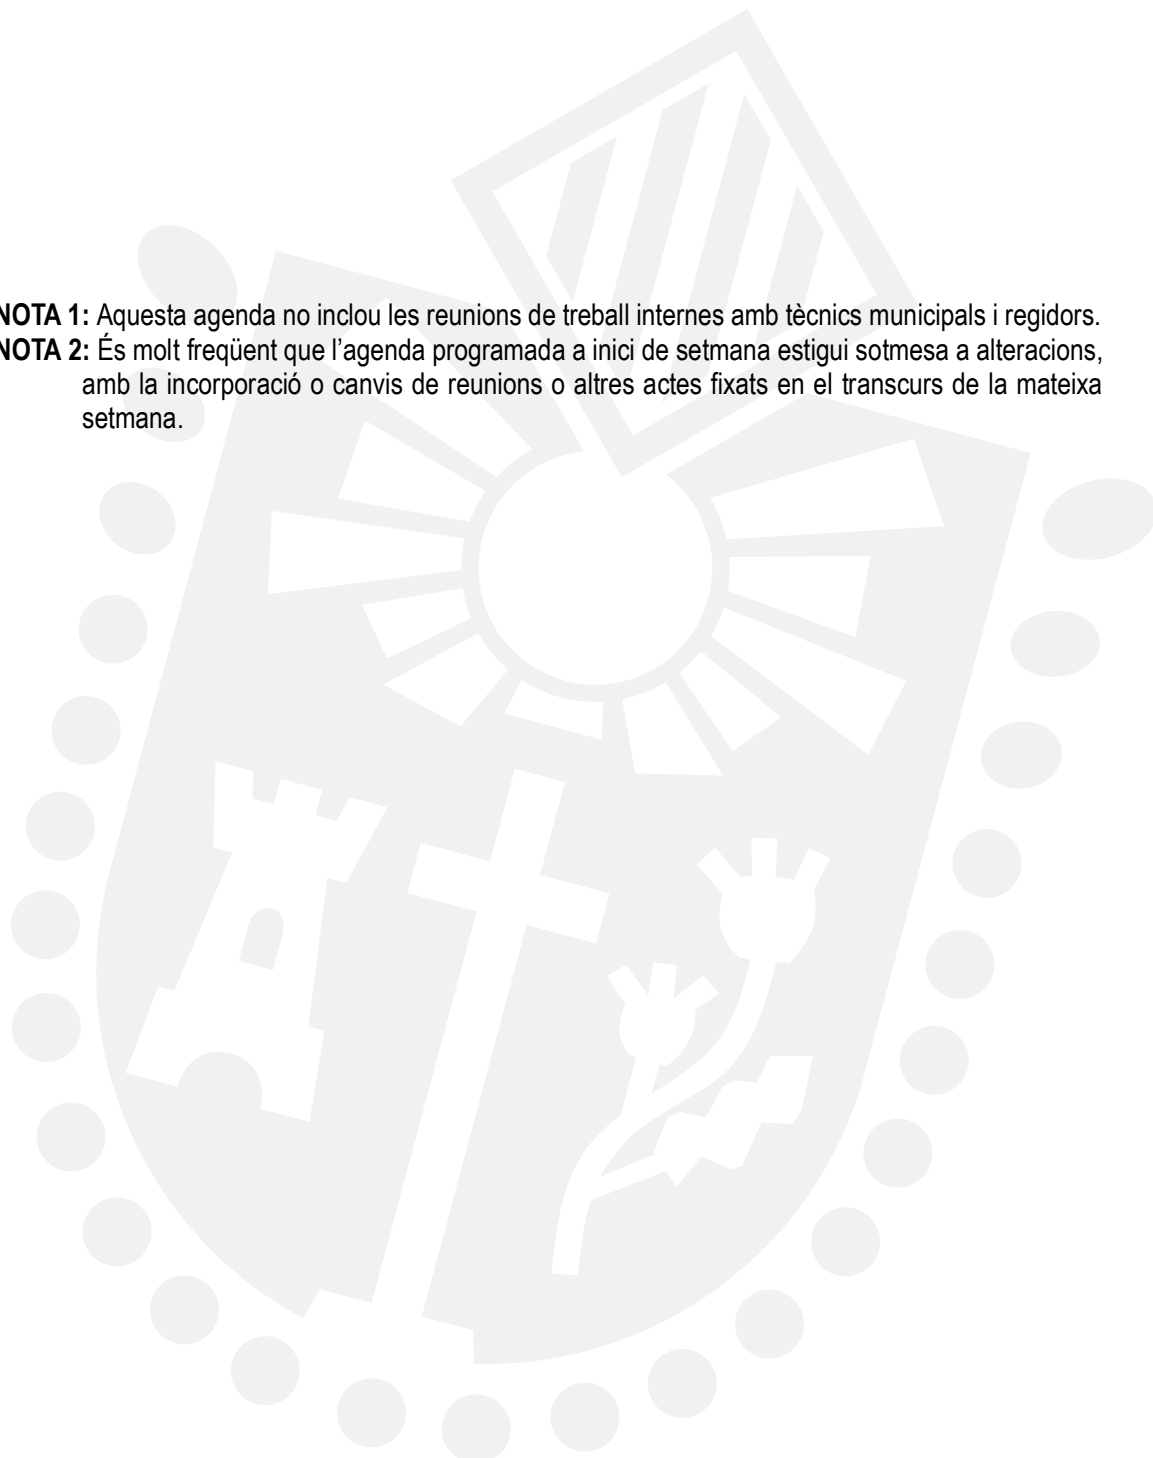 NOTA 1: Aquesta agenda no inclou les reunions de treball internes amb tècnics municipals i regidors.
NOTA 2: És molt freqüent que l’agenda programada a inici de setmana estigui sotmesa a alteracions,
amb la incorporació o canvis de reunions o altres actes fixats en el transcurs de la mateixa
setmana.